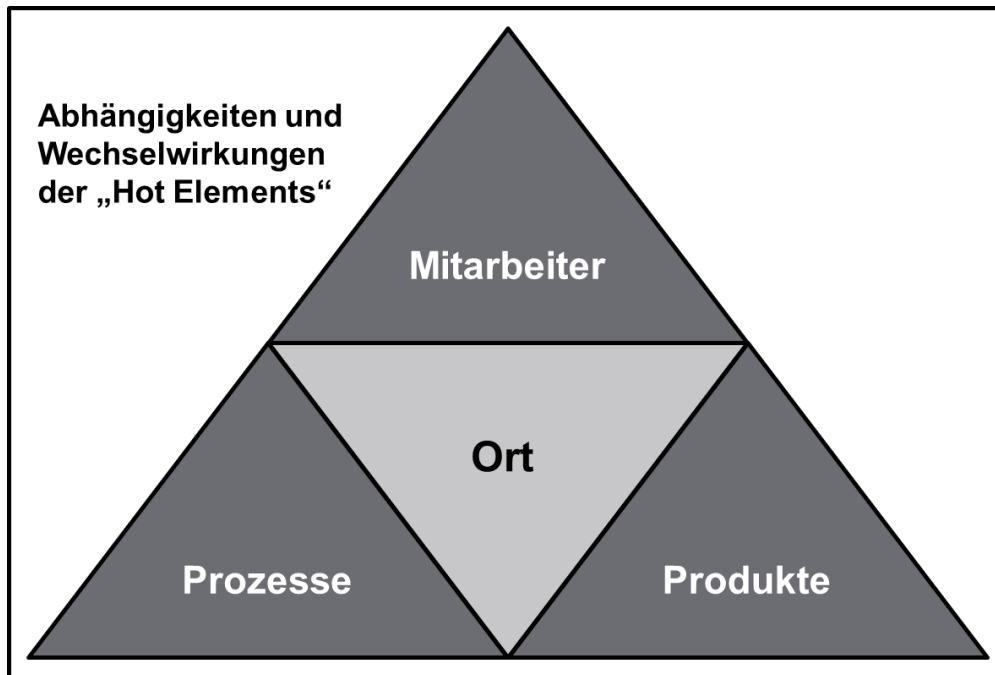 Abhängigkeiten und
Wechselwirkungen
der „Hot Elements“
Mitarbeiter
Ort
Prozesse
Produkte